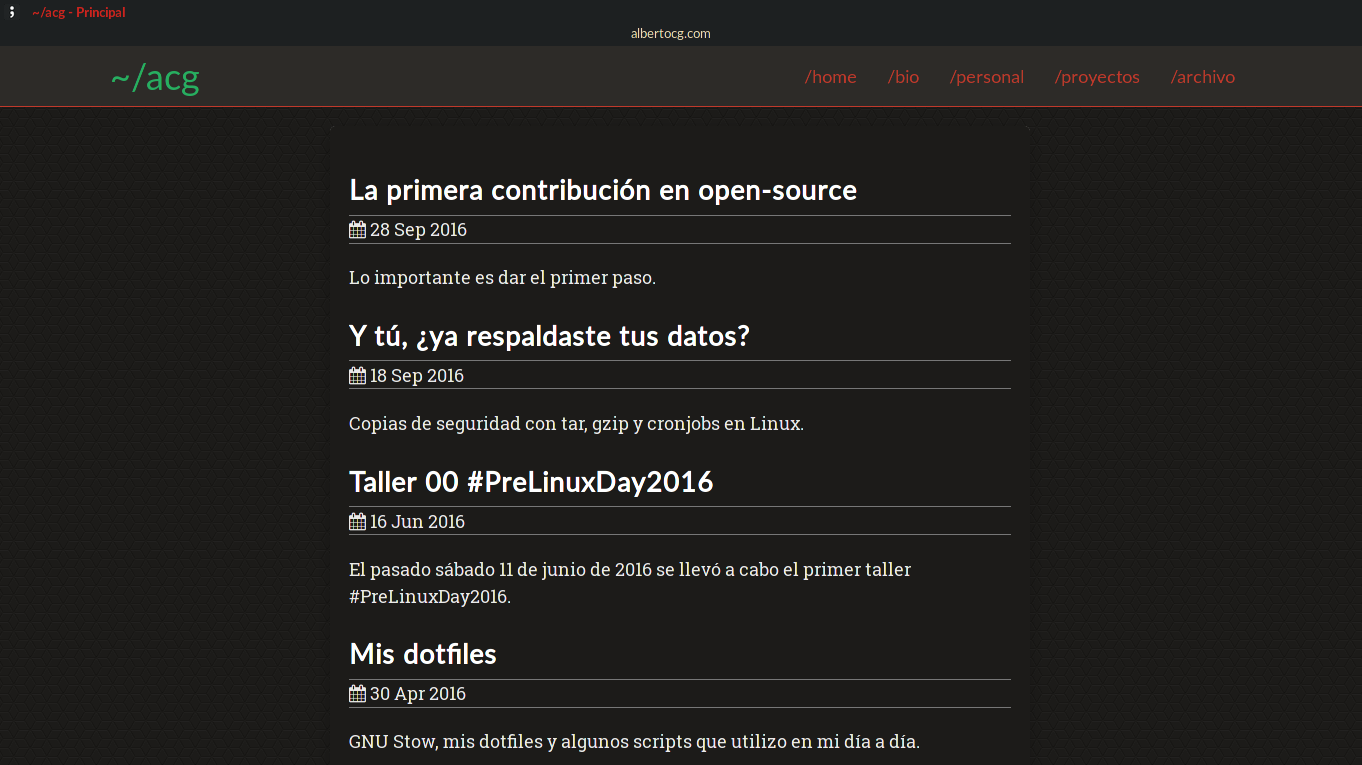 ~/acg - Principal
albertocg.com
~/acg
/home /bio /personal /proyectos /archivo
La primera contribución en open-source
28 Sep 2016
Lo importante es dar el primer paso.
Y tú, ¿ya respaldaste tus datos?
18 Sep 2016
Copias de seguridad con tar, gzip y cronjobs en Linux.
Taller 00 #PreLinuxDay2016
16 Jun 2016
El pasado sábado 11 de junio de 2016 se llevó a cabo el primer taller
#PreLinuxDay2016.
Mis dotfiles
30 Apr 2016
GNU Stow, mis dotfiles y algunos scripts que utilizo en mi día a día.